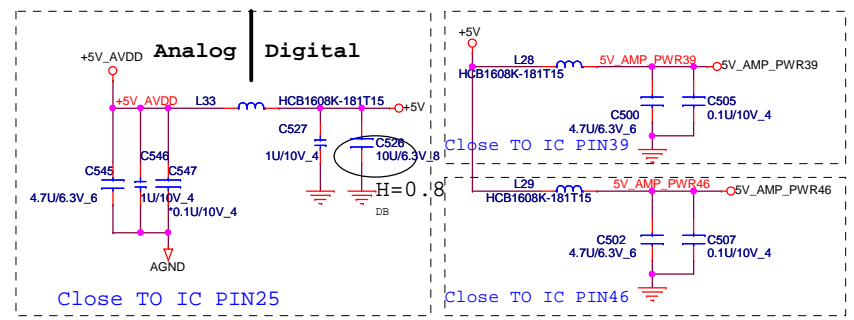 Analog Digital
+5V_AVDD
+5V_AVDD
L33
HCB1608K-181T15
+5V
C527
1U/10V_4
C526
10U/6.3V_8
H=0.8
DB
C545
4.7U/6.3V_6
C546
1U/10V_4
C547
*0.1U/10V_4
AGND
Close TO IC PIN25
+5V
L28
HCB1608K-181T15
5V_AMP_PWR39
5V_AMP_PWR39
C500
4.7U/6.3V_6
C505
0.1U/10V_4
Close TO IC PIN39
L29
HCB1608K-181T15
5V_AMP_PWR46
5V_AMP_PWR46
C502
4.7U/6.3V_6
C507
0.1U/10V_4
Close TO IC PIN46